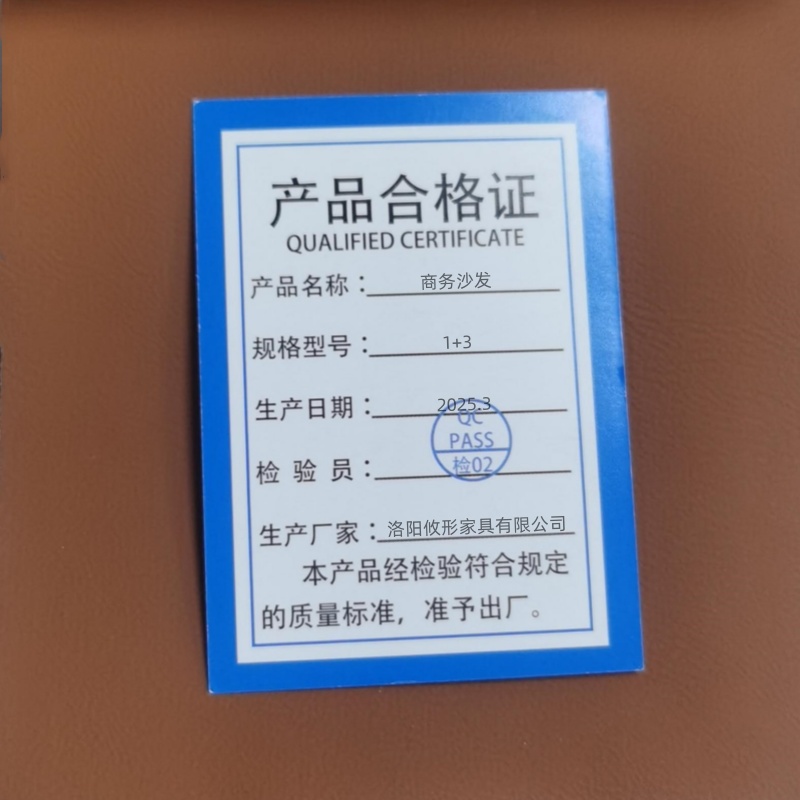 产品合格证
QUALIFIED CERTIFICATE
产品名称：商务沙发
规格型号：1+3
生产日期：2025.3
QC
PASS
检验员：
检02
生产厂家：洛阳攸形家具有限公司
本产品经检验符合规定
的质量标准，准予出厂。